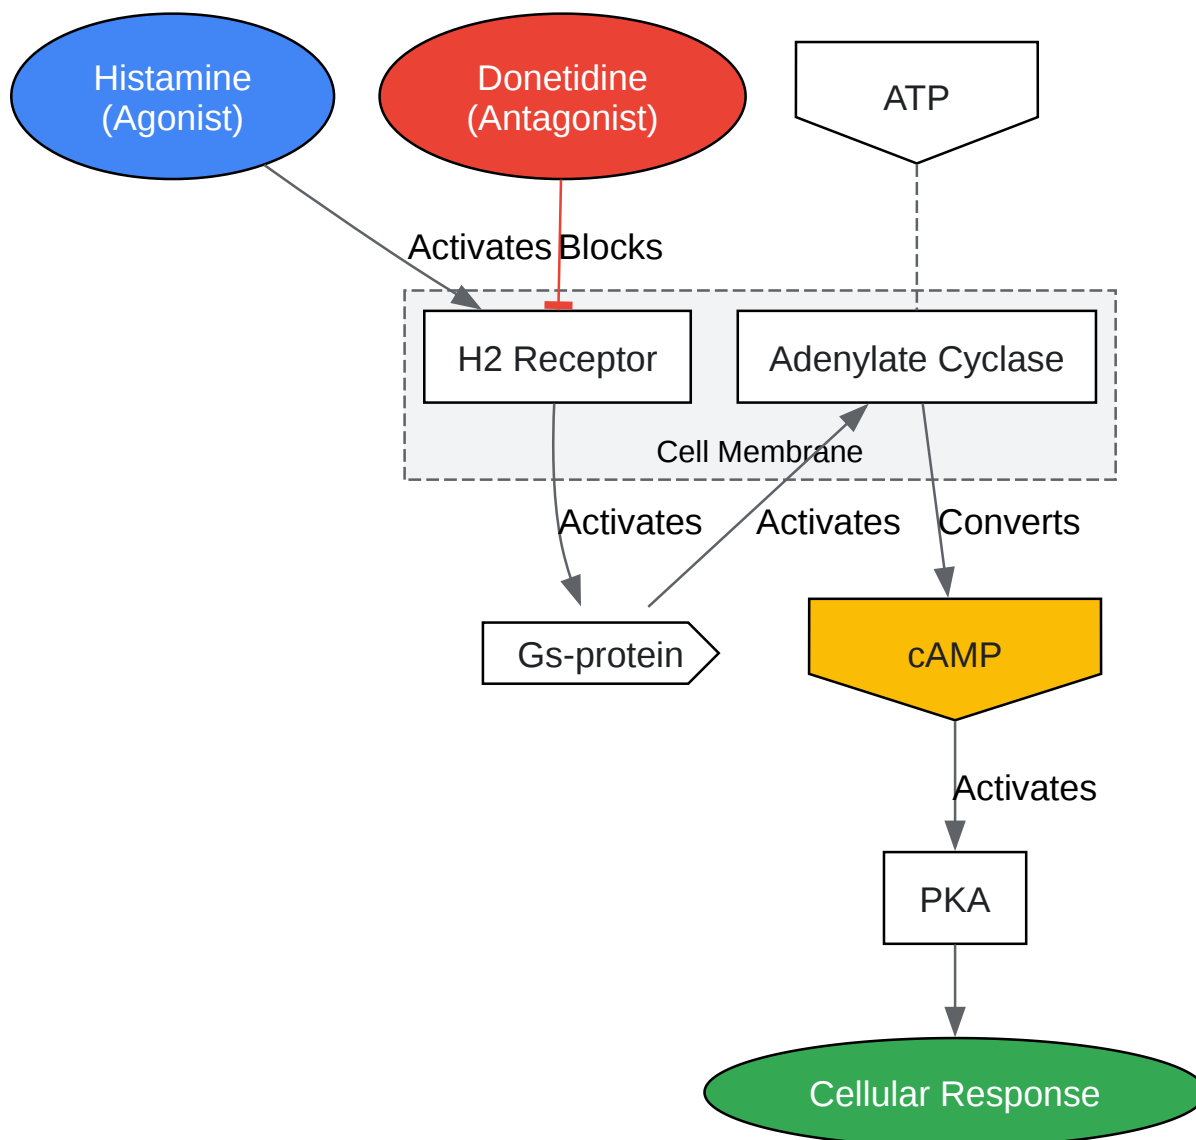 Histamine
(Agonist)
Donetidine
(Antagonist)
ATP
Activates
Blocks
H2 Receptor
Adenylate Cyclase
Cell Membrane
Activates
Activates
Converts
Gs-protein
cAMP
Activates
PKA
Cellular Response